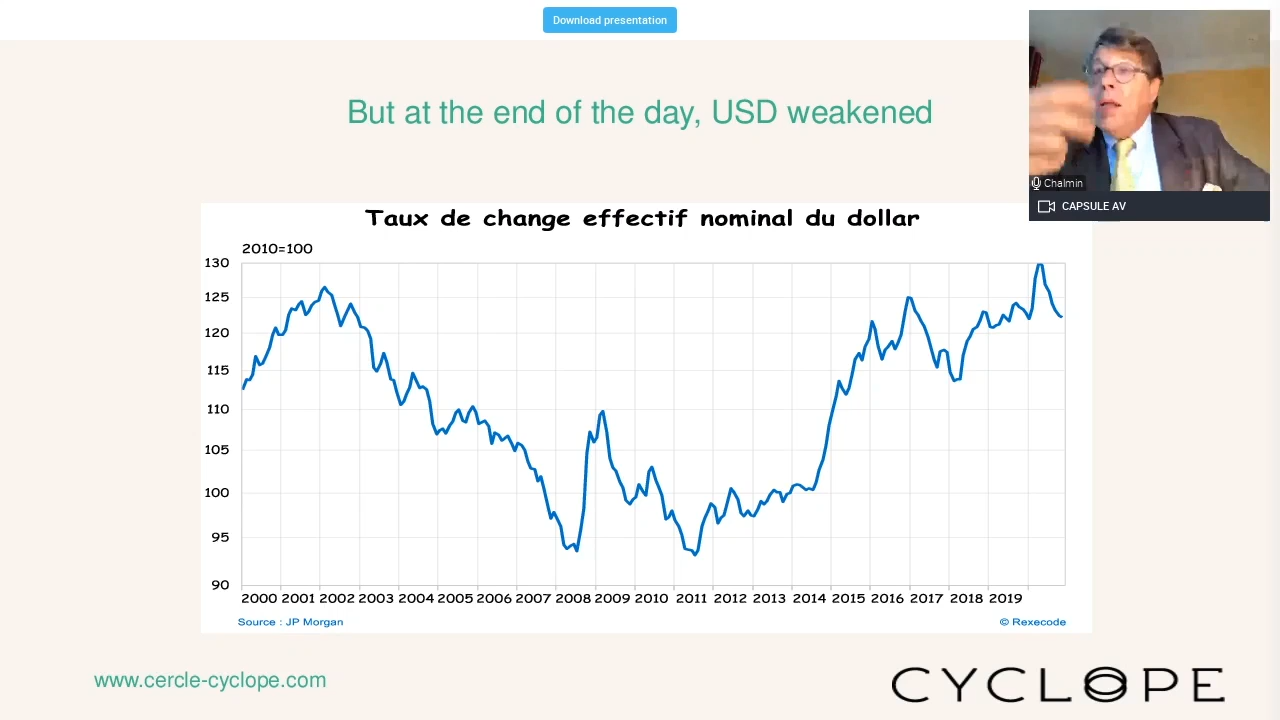 Download presentation
But at the end of the day, USD weakened
Chalmin
CAPSULE AV
Taux de change effectif nominal du dollar
2010=100
130
125
120
115
110
105
100
95
90
2000 2001 2002 2003 2004 2005 2006 2007 2008 2009 2010 2011 2012 2013 2014 2015 2016 2017 2018 2019
Source : JP Morgan
© Rexecode
www.cercle-cyclope.com
CYCLOPE